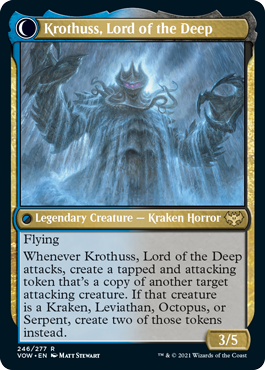 Krothuss, Lord of the Deep
Legendary Creature — Kraken Horror
Flying
Whenever Krothuss, Lord of the Deep
attacks, create a tapped and attacking
token that's a copy of another target
attacking creature. If that creature
is a Kraken, Leviathan, Octopus, or
Serpent, create two of those tokens
instead.
3/5
246/277 R
VOW • EN Matt Stewart
™ & © 2021 Wizards of the Coast